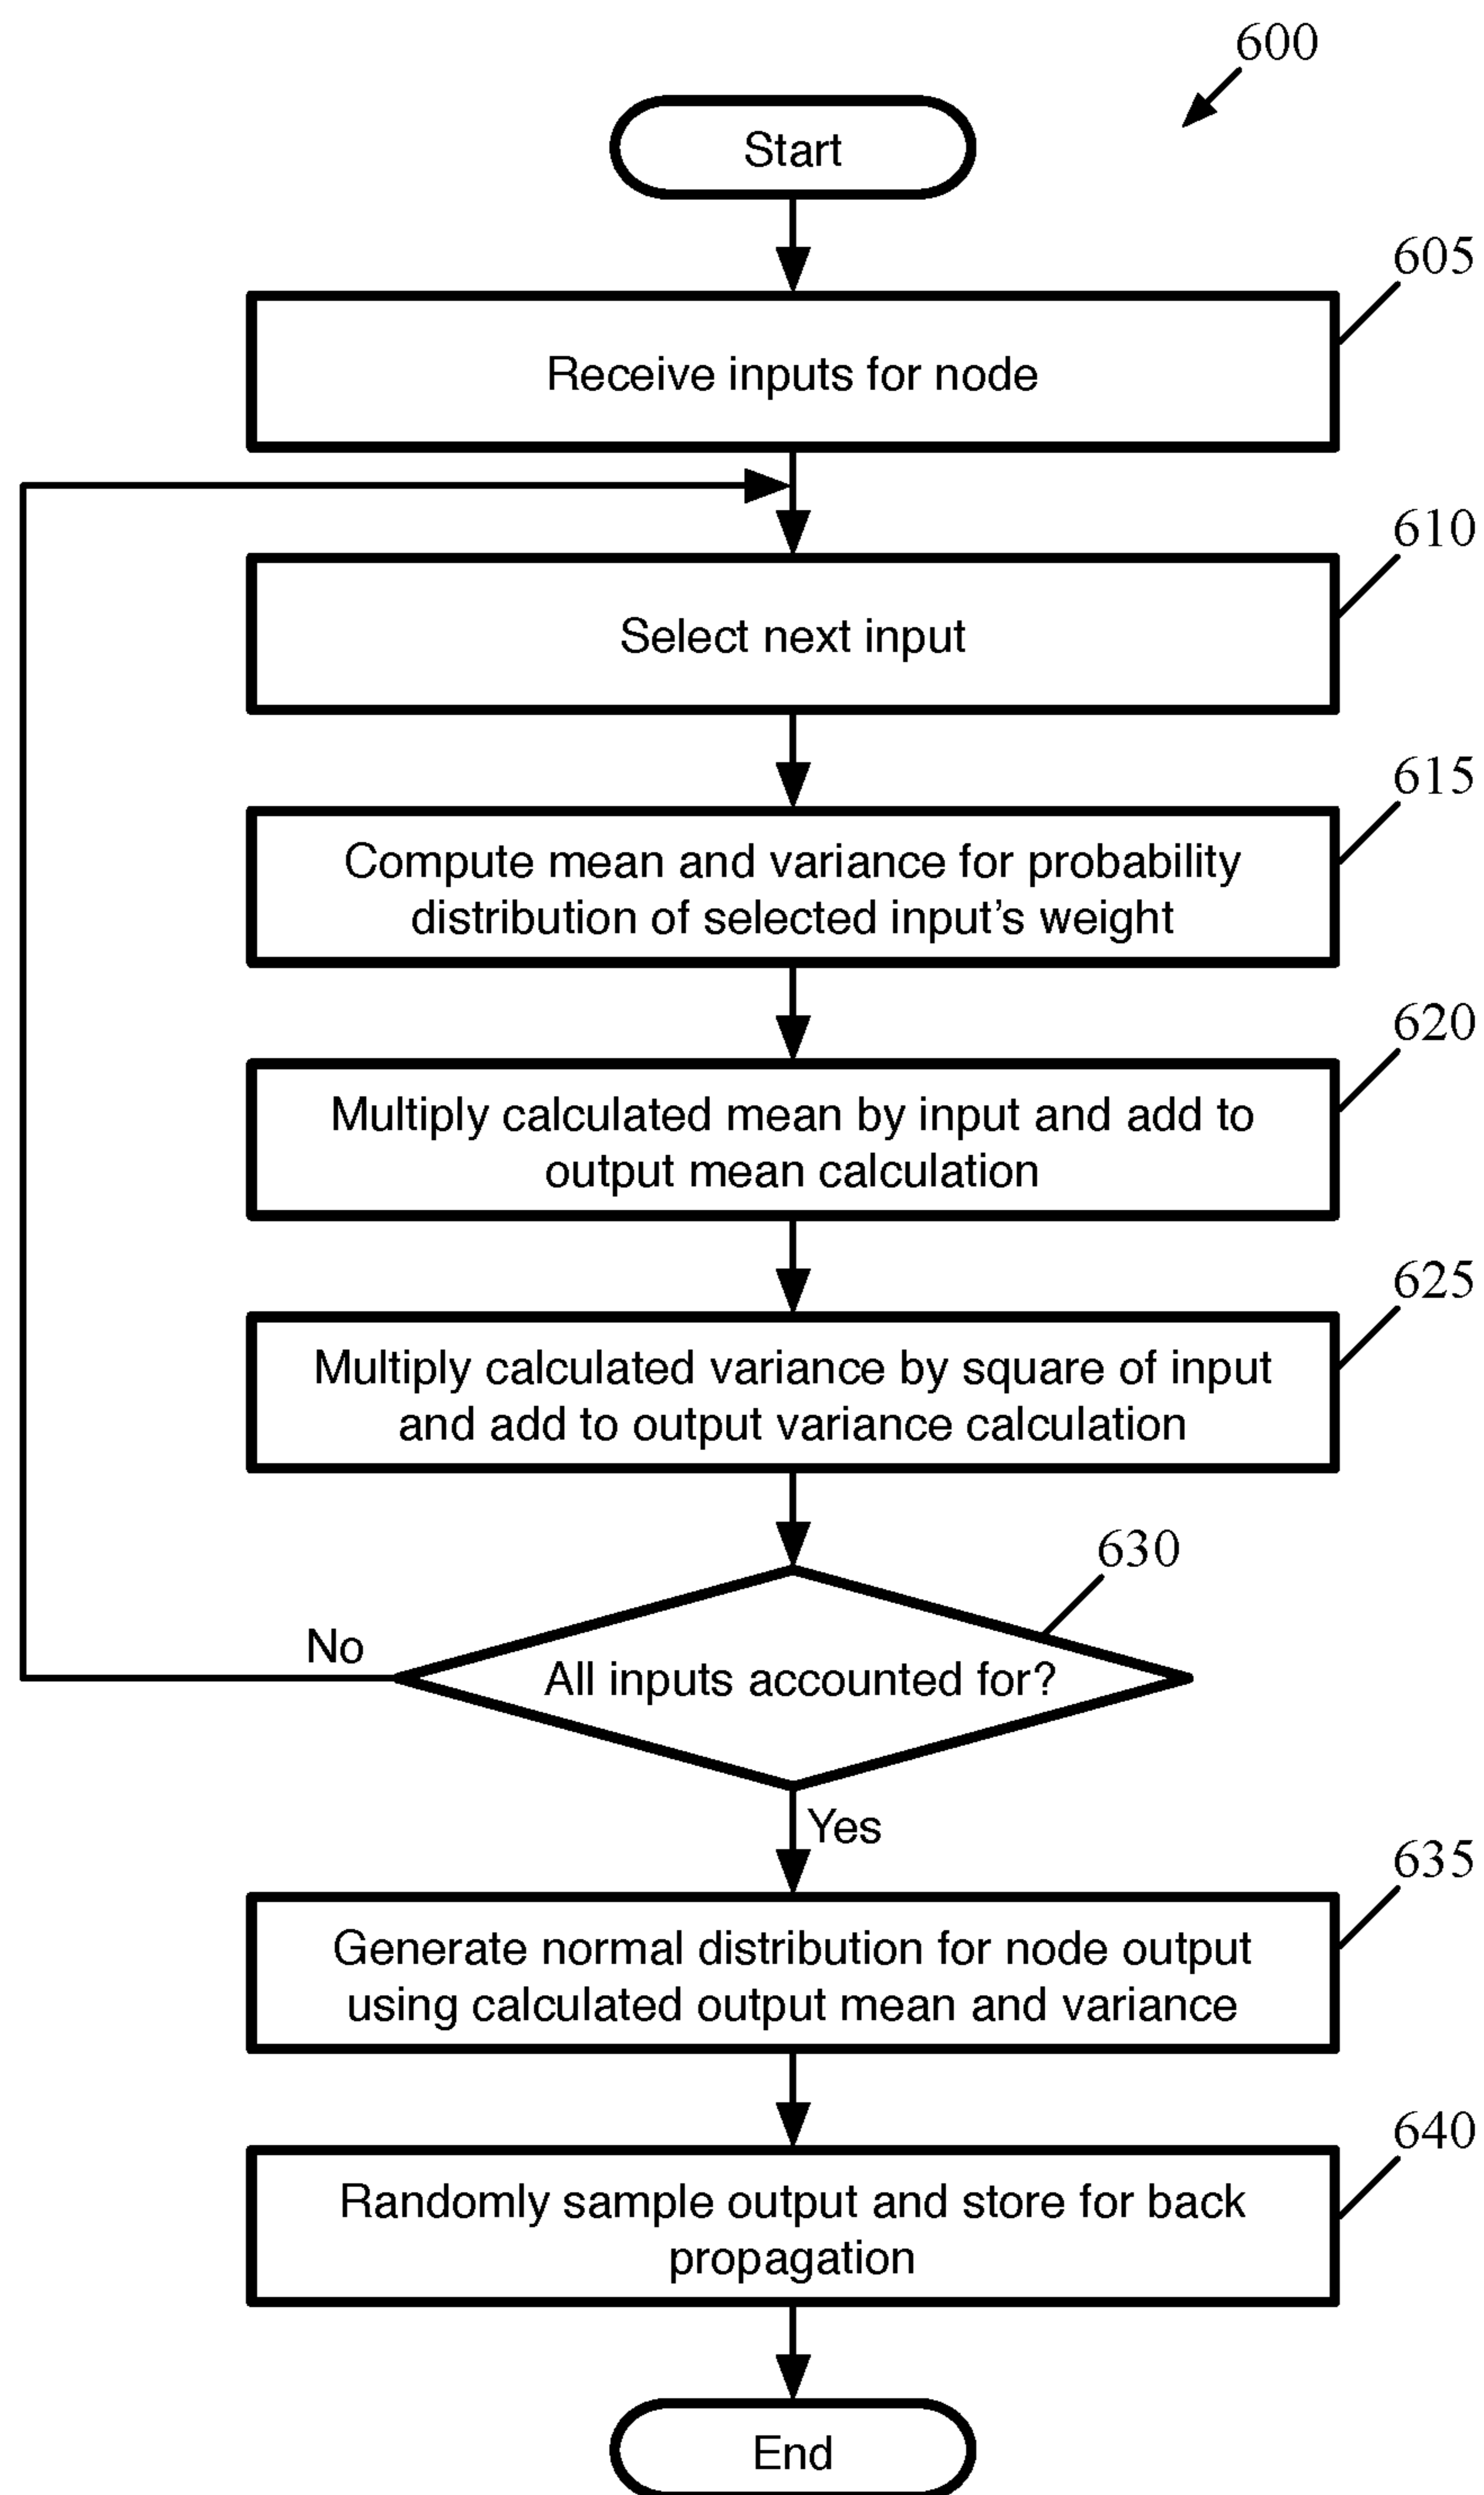 600
Start
605
Receive inputs for node
610
Select next input
615
Compute mean and variance for probability
distribution of selected input's weight
620
Multiply calculated mean by input and add to
output mean calculation
625
Multiply calculated variance by square of input
and add to output variance calculation
630
No
All inputs accounted for?
Yes
635
Generate normal distribution for node output
using calculated output mean and variance
640
Randomly sample output and store for back
propagation
End